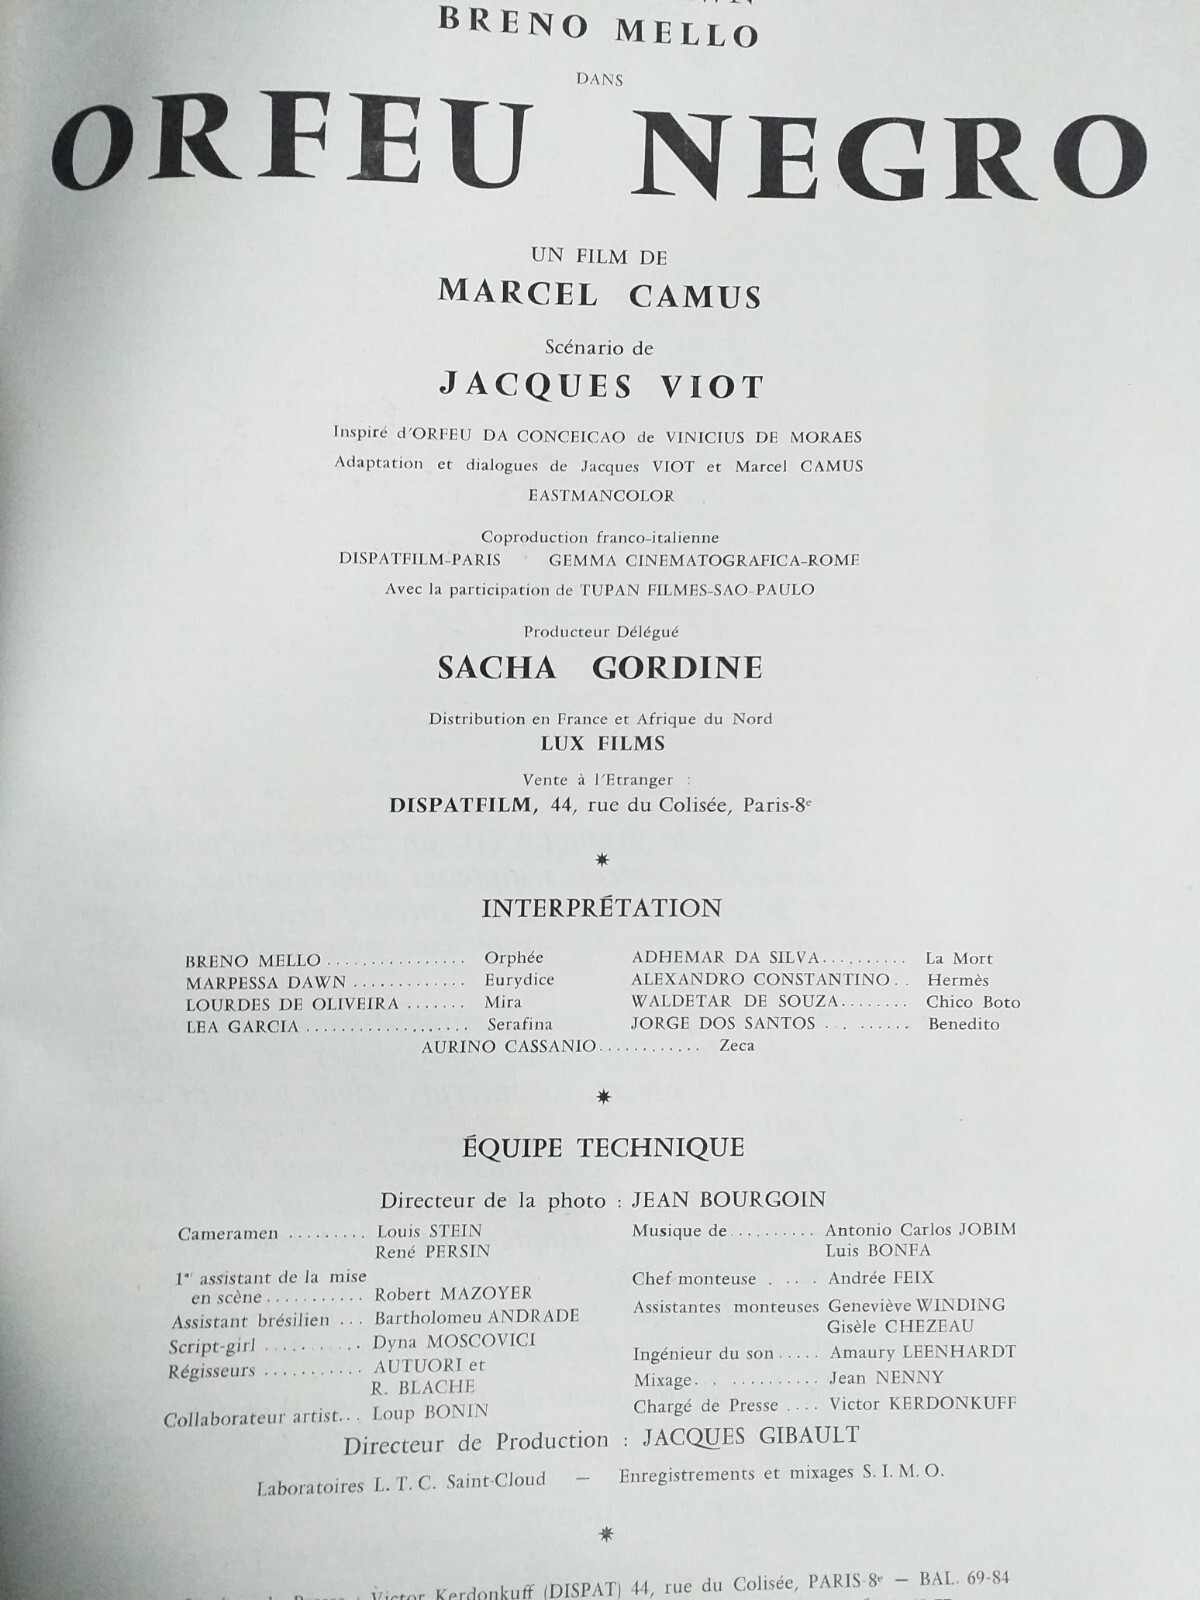 BRENO MELLO
DANS
ORFEU NEGRO
UN FILM DE
MARCEL CAMUS
Scénario de
JACQUES VIOT
Inspiré d'ORFEU DA CONCEICAO de VINICIUS DE MORAES
Adaptation et dialogues de Jacques VIOT et Marcel CAMUS
EASTMANCOLOR
Coproduction franco-italienne
DISPATFILM-PARIS GEMMA CINEMATOGRAFICA-ROME
Avec la participation de TUPAN FILMES-SAO-PAULO
Producteur Délégué
SACHA GORDINE
Distribution en France et Afrique du Nord
LUX FILMS
Vente à l'Etranger :
DISPATFILM, 44, rue du Colisée, Paris-8e
INTERPRÉTATION
BRENO MELLO ................ Orphée
MARPESSA DAWN ............. Eurydice
LOURDES DE OLIVEIRA ....... Mira
LEA GARCIA ................... Serafina
ADHEMAR DA SILVA.......... La Mort
ALEXANDRO CONSTANTINO . . Hermès
WALDETAR DE SOUZA........ Chico Boto
JORGE DOS SANTOS ... ...... Benedito
AURINO CASSANIO............ Zeca
ÉQUIPE TECHNIQUE
Directeur de la photo : JEAN BOURGOIN
Cameramen ......... Louis STEIN
René PERSIN
1er assistant de la mise
en scène........... Robert MAZOYER
Assistant brésilien ... Bartholomeu ANDRADE
Script-girl ........... Dyna MOSCOVICI
Régisseurs ........... AUTUORI et
R. BLACHE
Collaborateur artist... Loup BONIN
Musique de.......... Antonio Carlos JOBIM
Luis BONFA
Chef monteuse . ... . Andrée FEIX
Assistantes monteuses Geneviève WINDING
Gisèle CHEZEAU
Ingénieur du son..... Amaury LEENHARDT
Mixage. . .......... Jean NENNY
Chargé de Presse .... Victor KERDONKUFF
Directeur de Production : JACQUES GIBAULT
Laboratoires L. T. C. Saint-Cloud — Enregistrements et mixages S. I. M. O.
Victor Kerdonkuff (DISPAT) 44, rue du Colisée, PARIS-8e — BAL. 69-84